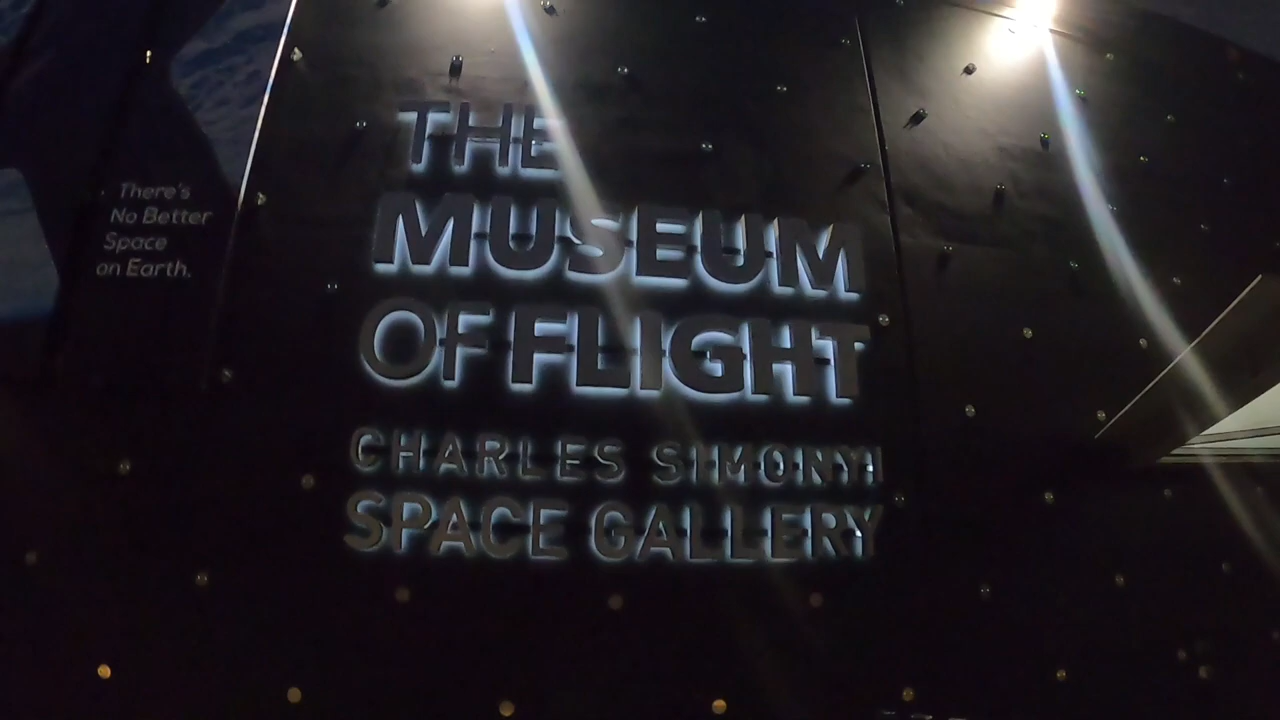 There's
No Better
Space
on Earth.
THE
MUSEUM
OF FLIGHT
CHARLES SIMONYI
SPACE GALLERY